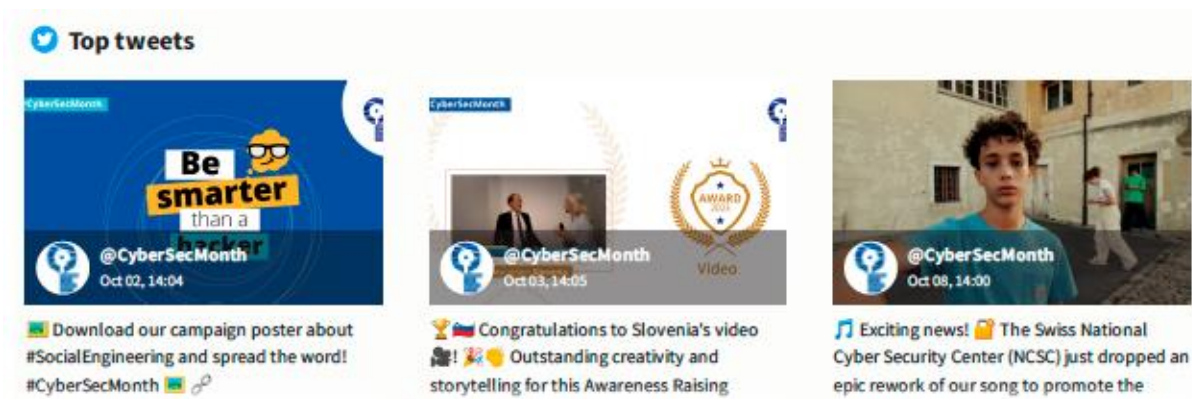 Top tweets
#CyberSecMonth
Be
smarter
than a
hacker
@CyberSecMonth
Oct 02, 14:04
🖼️ Download our campaign poster about
#SocialEngineering and spread the word!
#CyberSecMonth 🖼️ 🔗
CyberSecMonth
AWARD
2023
Video
@CyberSecMonth
Oct 03, 14:05
🏆🇸🇮 Congratulations to Slovenia's video
🎥! 🎉👏 Outstanding creativity and
storytelling for this Awareness Raising
@CyberSecMonth
Oct 08, 14:00
🎵 Exciting news! 🔐 The Swiss National
Cyber Security Center (NCSC) just dropped an
epic rework of our song to promote the